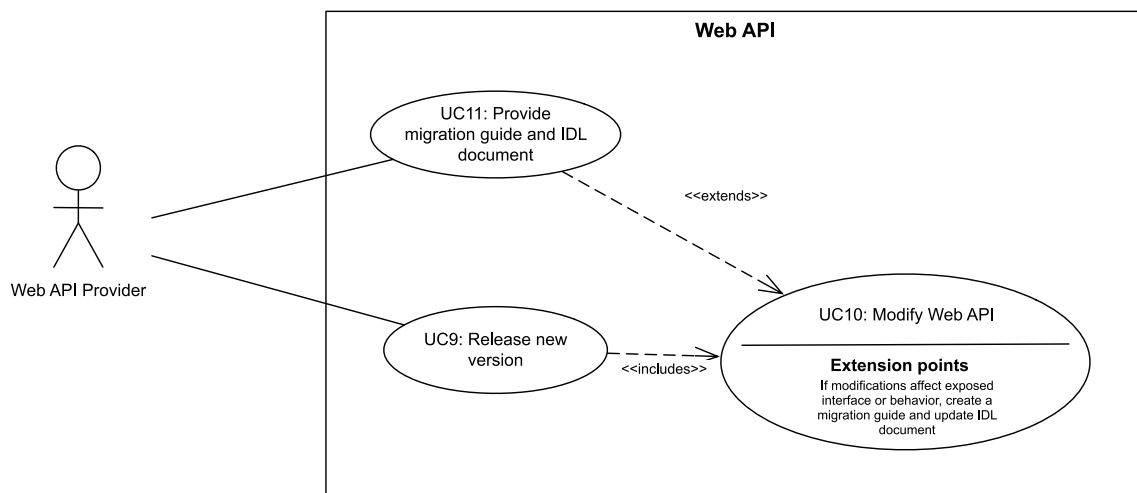 Web API
UC11: Provide
migration guide and IDL
document
<<extends>>
Web API Provider
UC10: Modify Web API
UC9: Release new
version
<<includes>>
Extension points
If modifications affect exposed
interface or behavior, create a
migration guide and update IDL
document